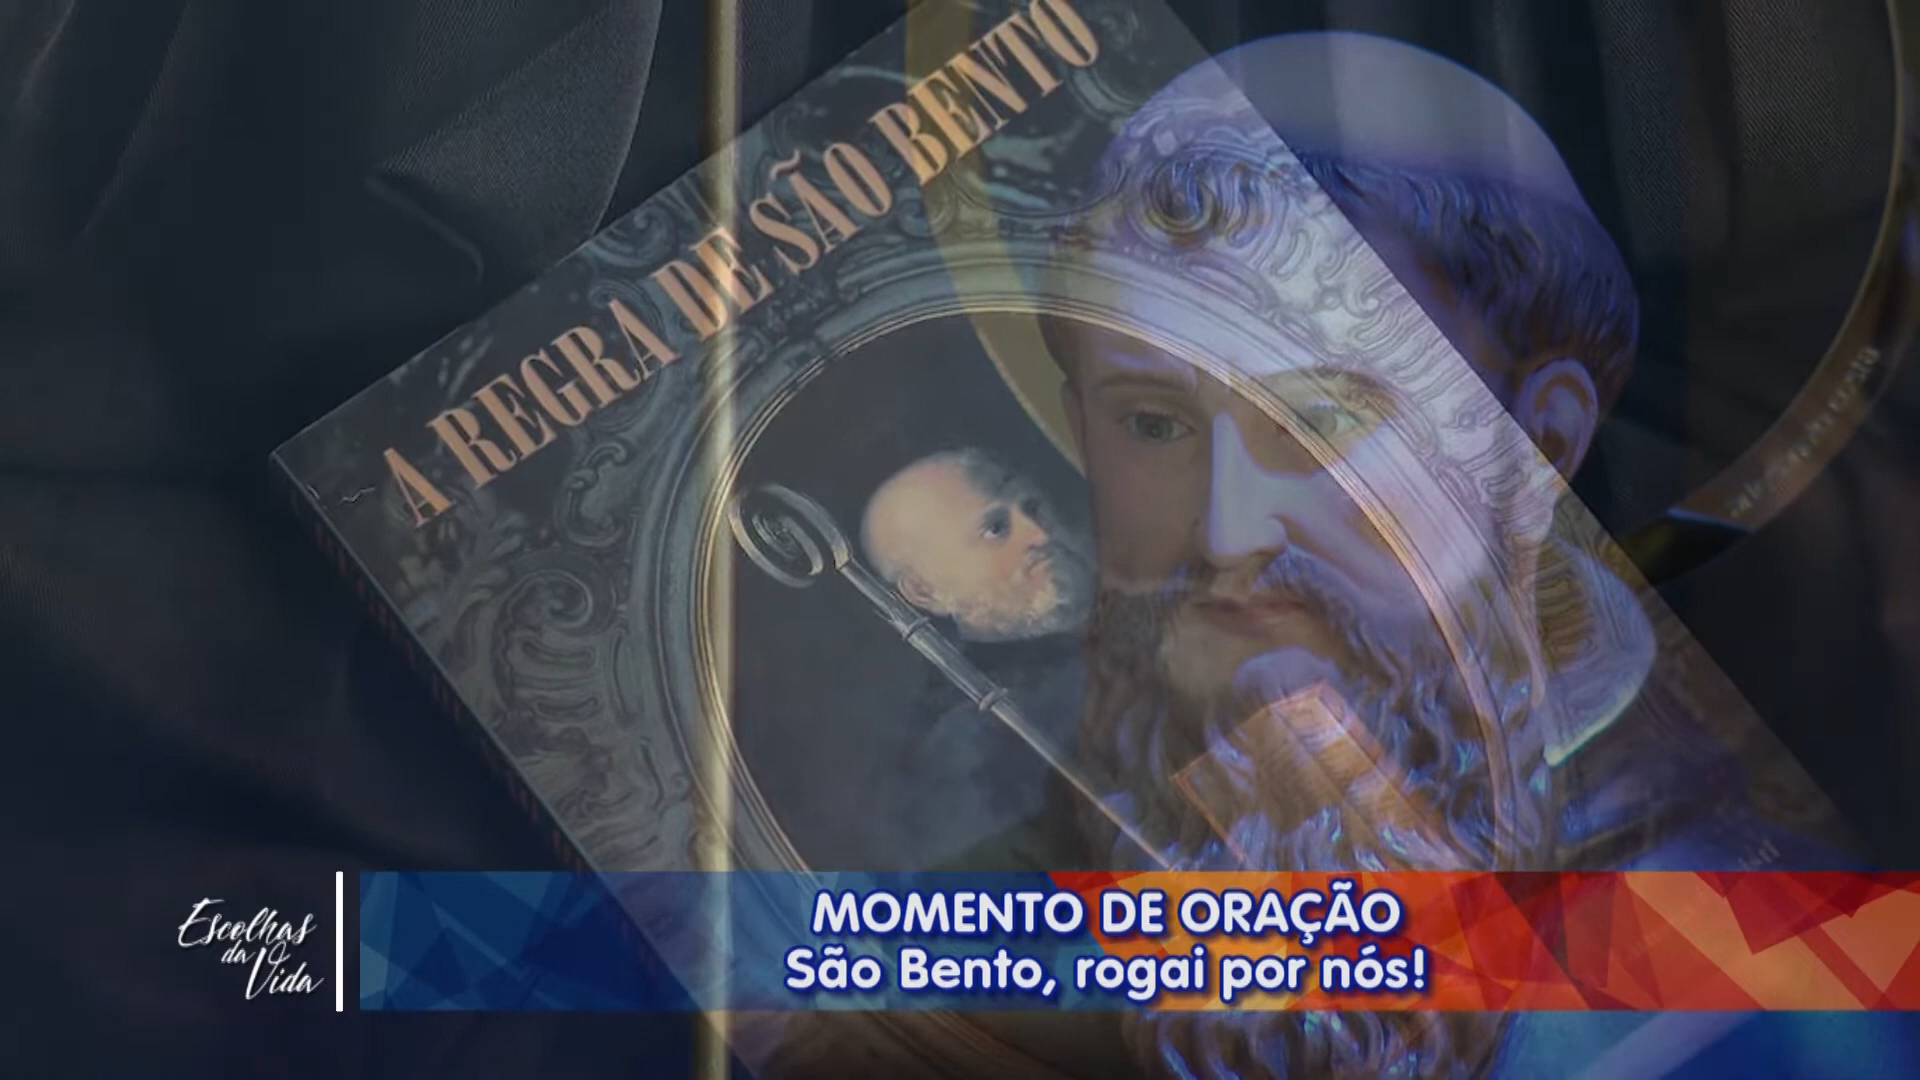 A REGRA DE SÃO BENTO
Escolhas
da
Vida
MOMENTO DE ORAÇÃO
São Bento, rogai por nós!